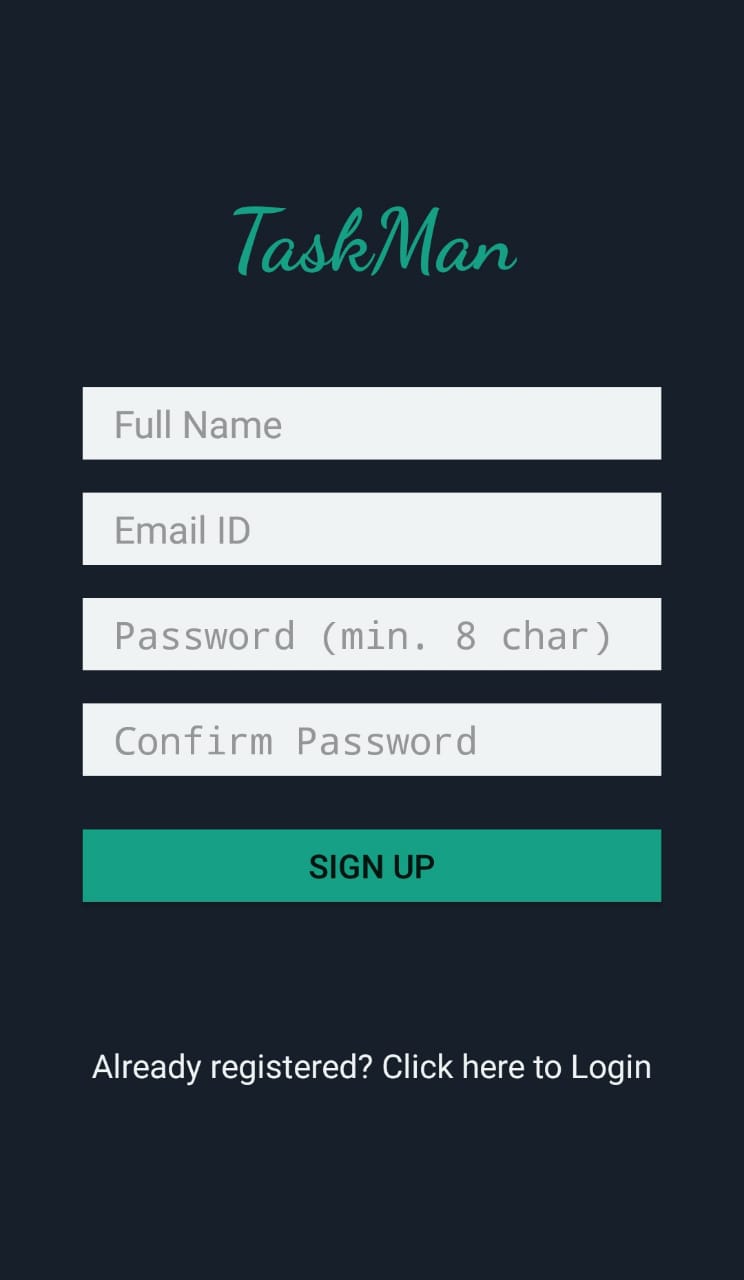 TaskMan
Full Name
Email ID
Password (min. 8 char)
Confirm Password
SIGN UP
Already registered? Click here to Login